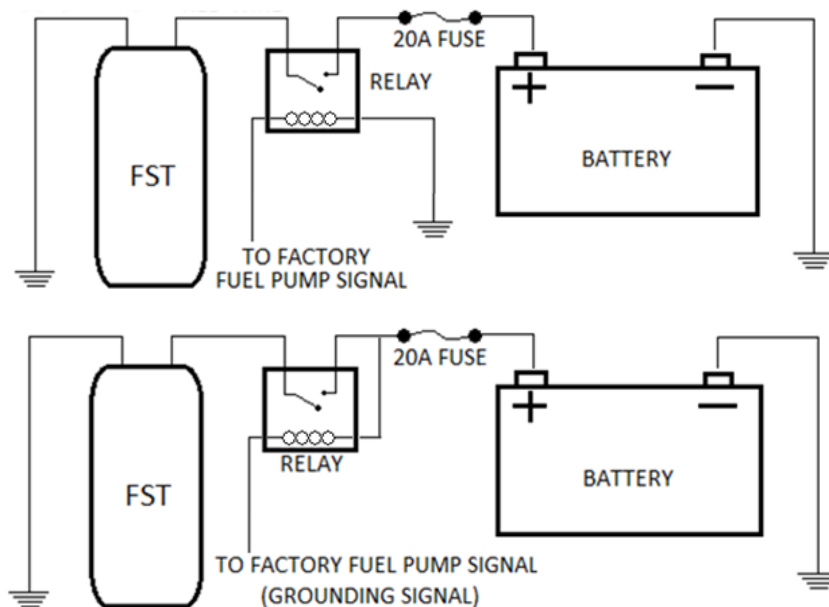 20A FUSE
RELAY
+ −
FST
BATTERY
TO FACTORY
FUEL PUMP SIGNAL
20A FUSE
+ −
RELAY
FST
BATTERY
TO FACTORY FUEL PUMP SIGNAL
(GROUNDING SIGNAL)